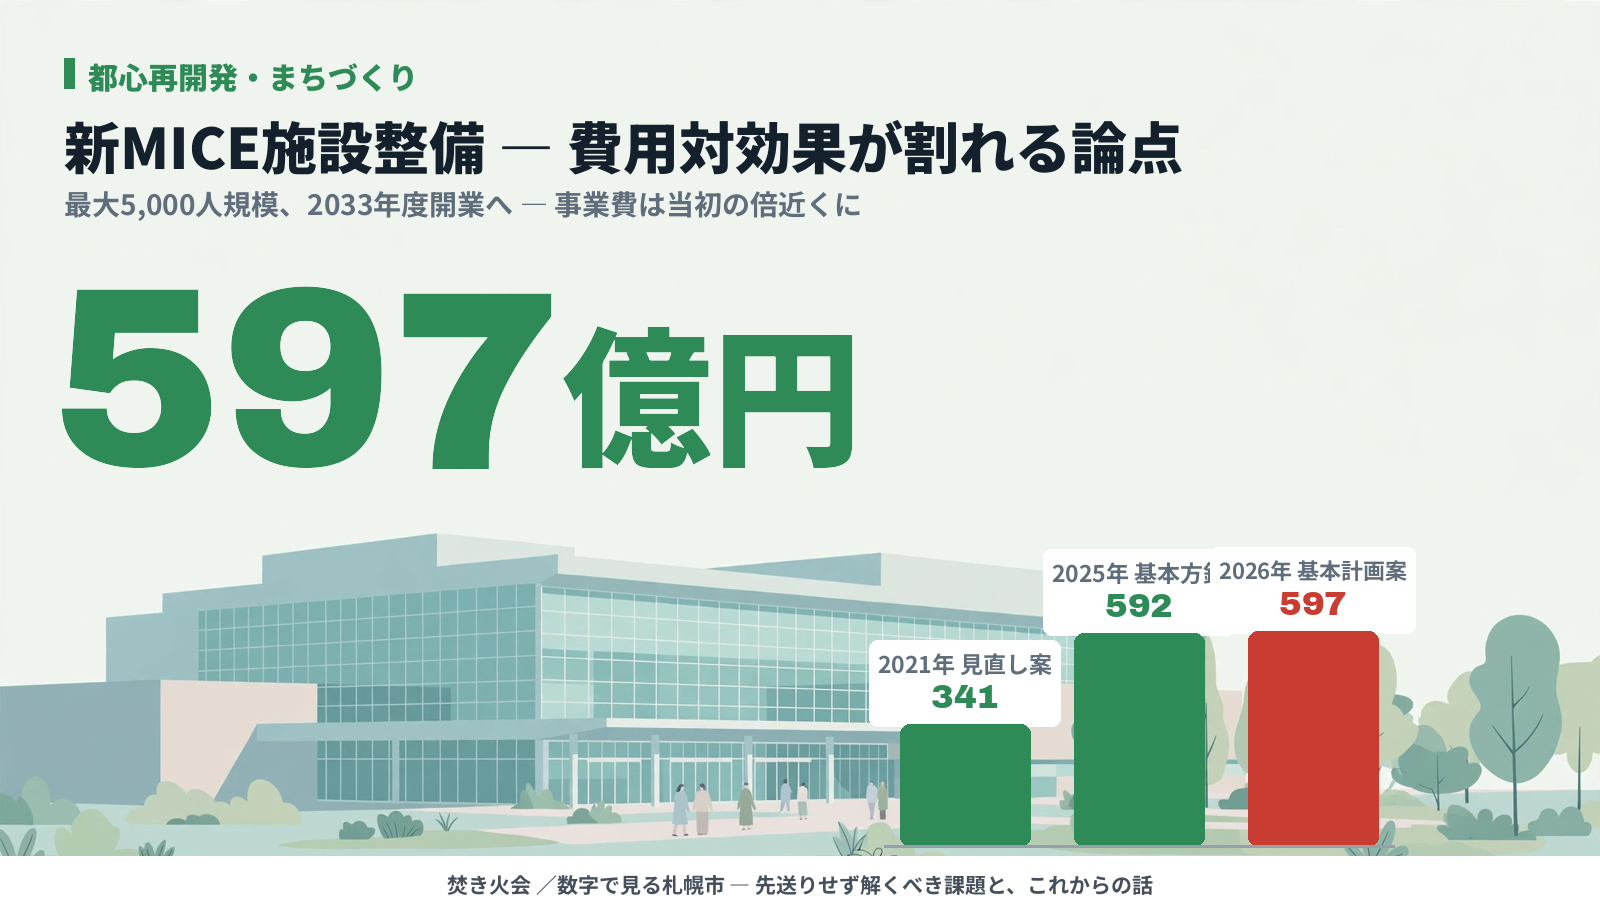 都心再開発・まちづくり
新MICE施設整備 — 費用対効果が割れる論点
最大5,000人規模、2033年度開業へ — 事業費は当初の倍近くに
597億円
2021年 見直し案
341
2025年 基本方
592
2026年 基本計画案
597
焚き火会 ／数字で見る札幌市 — 先送りせず解くべき課題と、これからの話